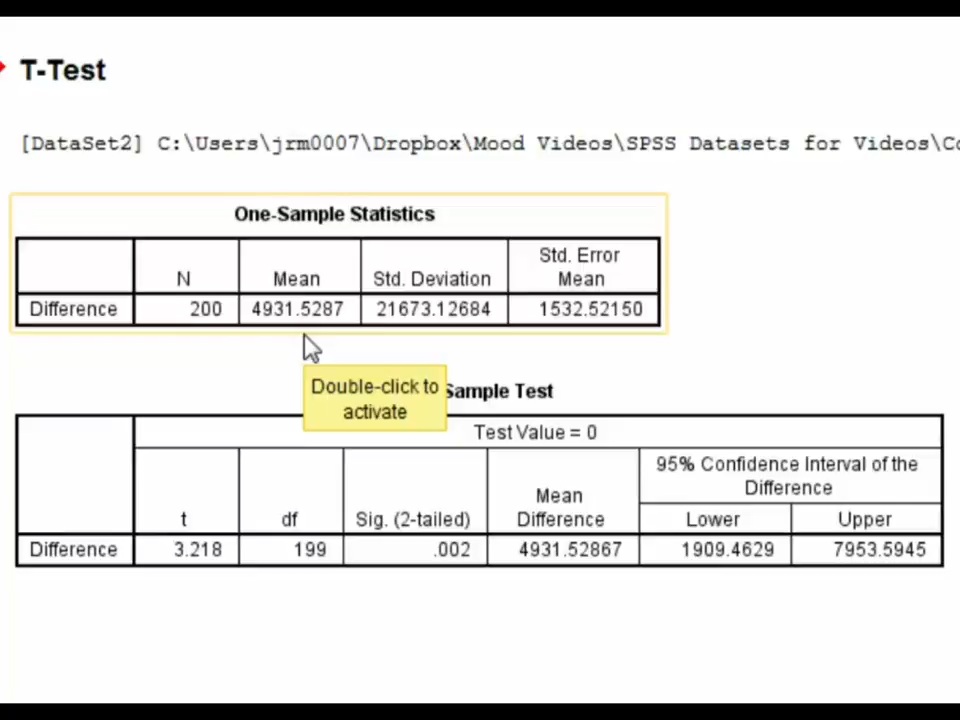 T-Test
[DataSet2] C:\Users\jrm0007\Dropbox\Mood Videos\SPSS Datasets for Videos\Co
One-Sample Statistics
N Mean Std. Deviation Std. Error Mean
Difference 200 4931.5287 21673.12684 1532.52150
Double-click to activate
Sample Test
Test Value = 0
95% Confidence Interval of the Difference
t df Sig. (2-tailed) Mean Difference Lower Upper
Difference 3.218 199 .002 4931.52867 1909.4629 7953.5945